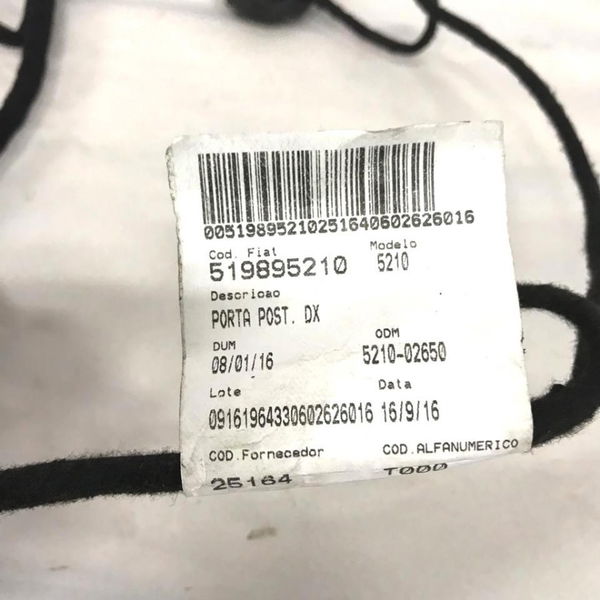 00519895210251640602626016
Cod. Fiat Modelo
519895210 5210
Descricao
PORTA POST. DX
DUM ODM
08/01/16 5210-02650
Lote Data
09161964330602626016 16/9/16
COD.Fornecedor COD.ALFANUMERICO
25164 T000